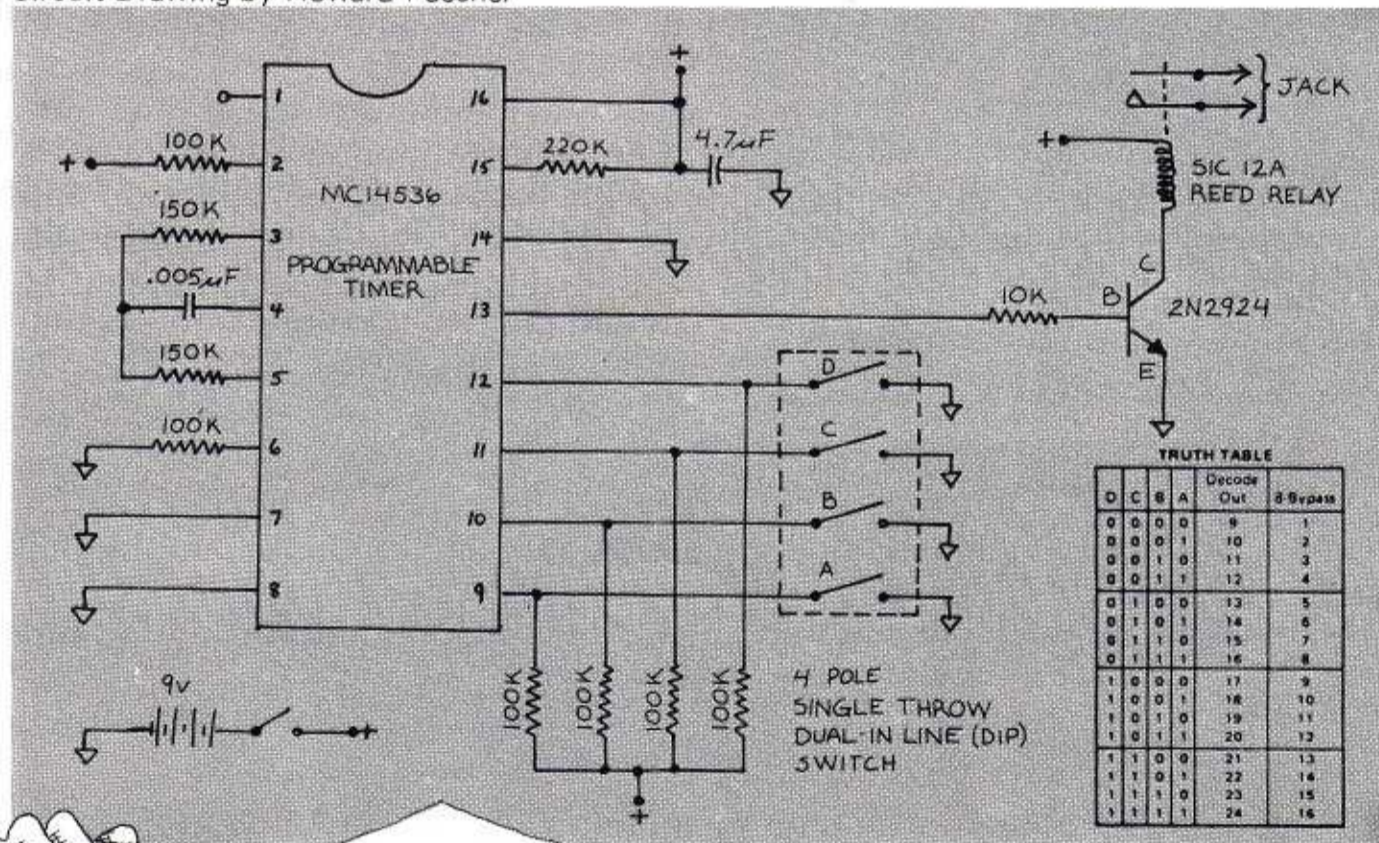 Circuit Drawing by Howard
MC14536
PROGRAMMABLE
TIMER
1
2
3
4
5
6
7
8
16
15
14
13
12
11
10
9
+
100K
150K
.005µF
150K
100K
+
220K
4.7µF
10K
B
C
E
2N2924
+
SIC 12A
REED RELAY
JACK
D
C
B
A
100K
100K
100K
100K
+
4 POLE
SINGLE THROW
DUAL-IN LINE (DIP)
SWITCH
9v
+
TRUTH TABLE
D C B A Decode Out 8-Bypass
0 0 0 0 9 1
0 0 0 1 10 2
0 0 1 0 11 3
0 0 1 1 12 4
0 1 0 0 13 5
0 1 0 1 14 6
0 1 1 0 15 7
0 1 1 1 16 8
1 0 0 0 17 9
1 0 0 1 18 10
1 0 1 0 19 11
1 0 1 1 20 12
1 1 0 0 21 13
1 1 0 1 22 14
1 1 1 0 23 15
1 1 1 1 24 16